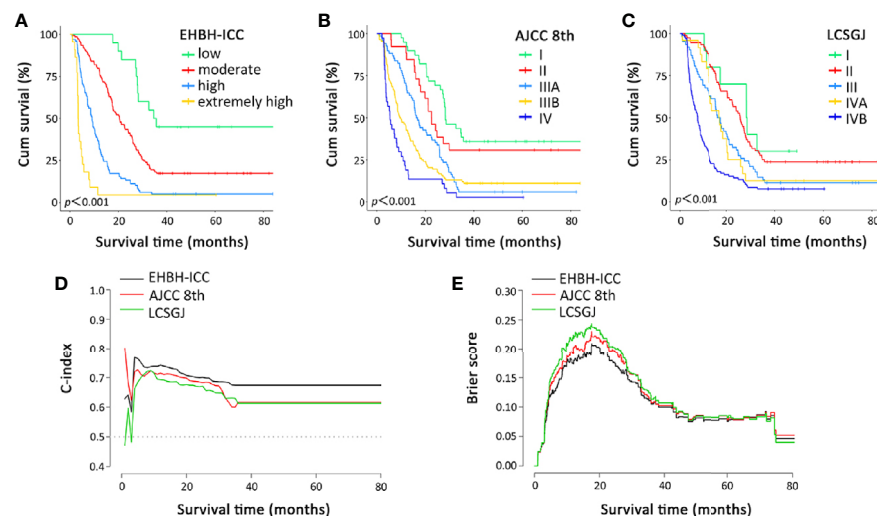 A
EHBH-ICC
low
moderate
high
extremely high
Cum survial (%)
100
75
50
25
0
p<0.001
0 20 40 60 80
Survival time (months)
B
AJCC 8th
I
II
IIIA
IIIB
IV
Cum survial (%)
100
75
50
25
0
p<0.001
0 20 40 60 80
Survival time (months)
C
LCSGJ
I
II
III
IVA
IVB
Cum survial (%)
100
75
50
25
0
p<0.001
0 20 40 60 80
Survival time (months)
D
EHBH-ICC
AJCC 8th
LCSGJ
C-index
1.0
0.9
0.8
0.7
0.6
0.5
0.4
0 20 40 60 80
Survival time (months)
E
EHBH-ICC
AJCC 8th
LCSGJ
Brier score
0.30
0.25
0.20
0.15
0.10
0.05
0.00
0 20 40 60 80
Survival time (months)